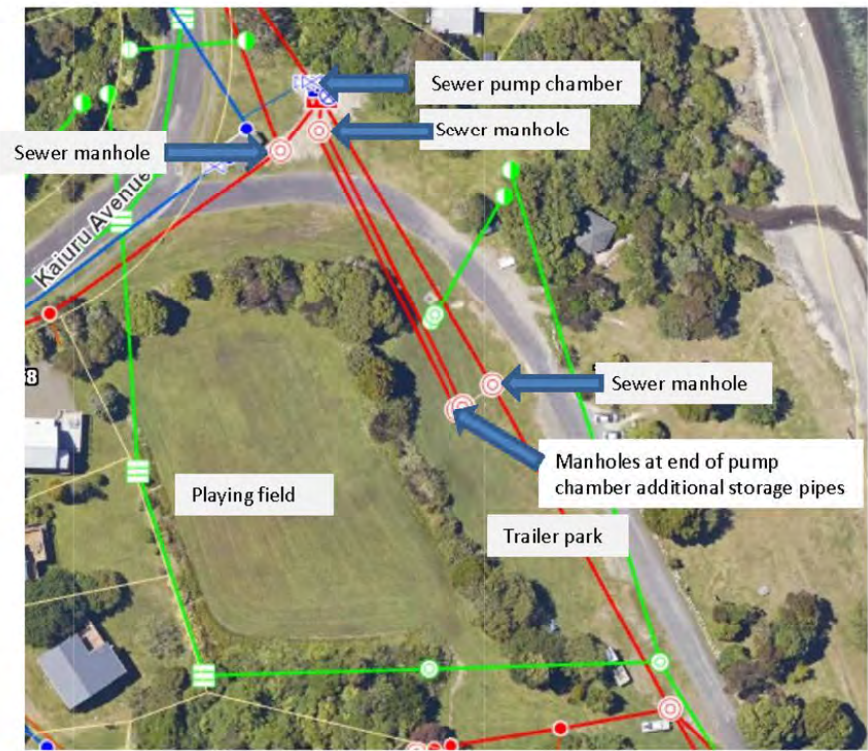 Sewer pump chamber
Sewer manhole
Sewer manhole
Kaiuru Avenue
Sewer manhole
Manholes at end of pump
chamber additional storage pipes
Playing field
Trailer park